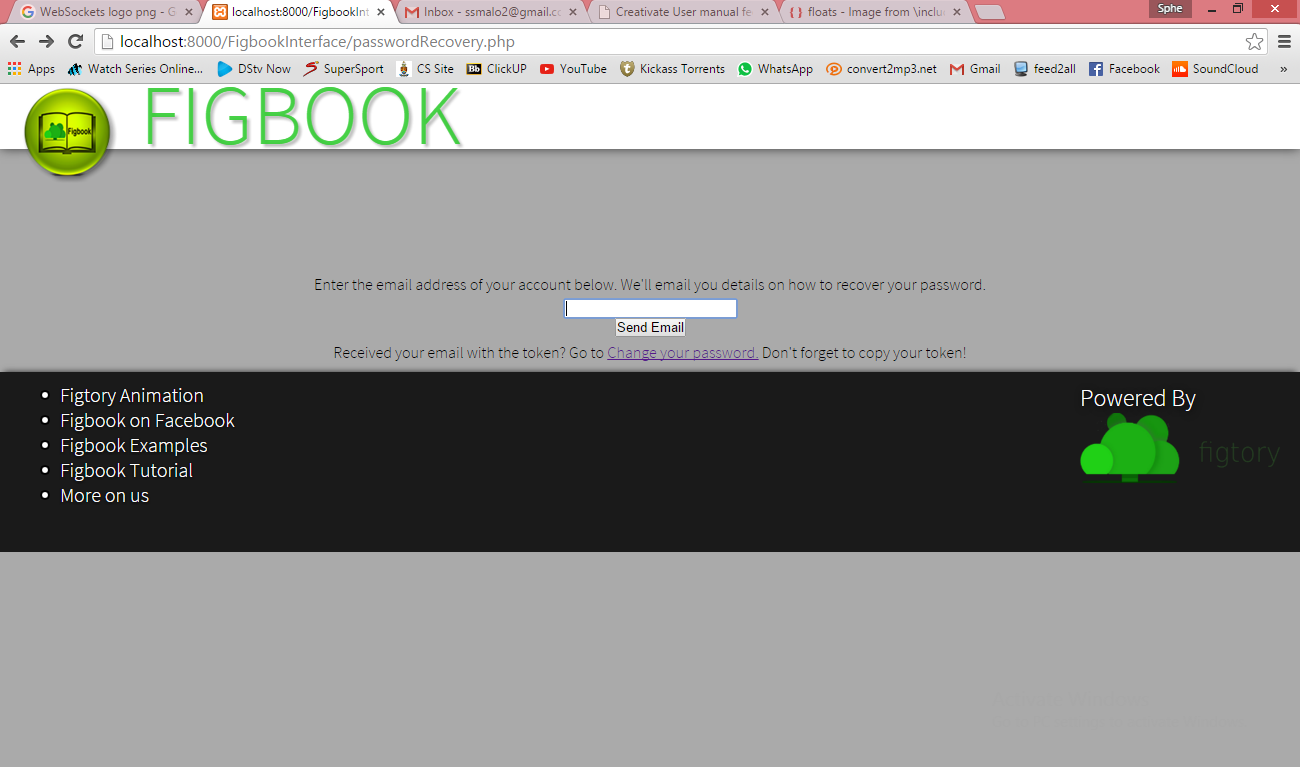 WebSockets logo png - G
localhost:8000/FigbookInt
Inbox - ssmalo2@gmail.co
Creativate User manual fe
floats - Image from \inclu
Sphe
localhost:8000/FigbookInterface/passwordRecovery.php
Apps
Watch Series Online...
DStv Now
SuperSport
CS Site
Bb ClickUP
YouTube
Kickass Torrents
WhatsApp
convert2mp3.net
Gmail
feed2all
Facebook
SoundCloud
»
Figbook
FIGBOOK
Enter the email address of your account below. We'll email you details on how to recover your password.
Send Email
Received your email with the token? Go to Change your password. Don't forget to copy your token!
Figtory Animation
Figbook on Facebook
Figbook Examples
Figbook Tutorial
More on us
Powered By
figtory